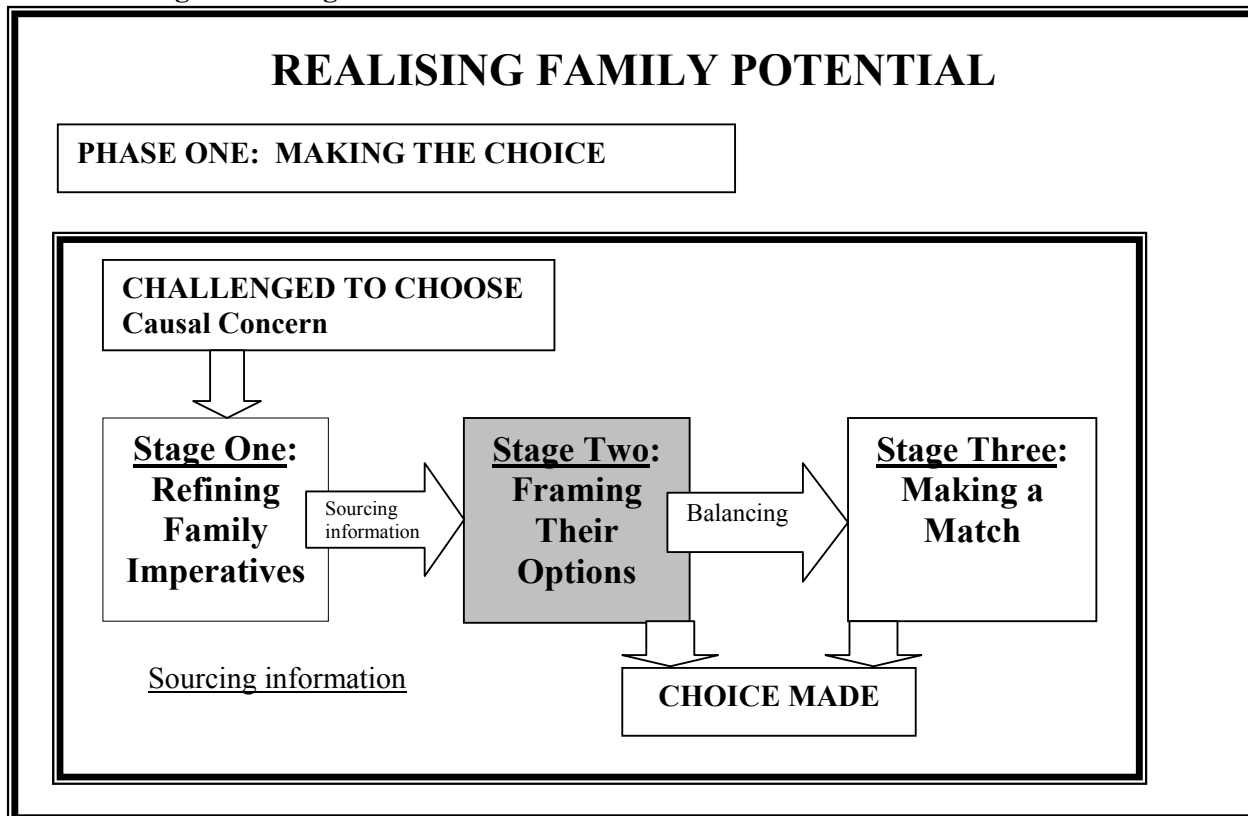 REALISING FAMILY POTENTIAL
PHASE ONE: MAKING THE CHOICE
CHALLENGED TO CHOOSE
Causal Concern
Stage One:
Refining
Family
Imperatives
Sourcing
information
Stage Two:
Framing
Their
Options
Balancing
Stage Three:
Making a
Match
Sourcing information
CHOICE MADE